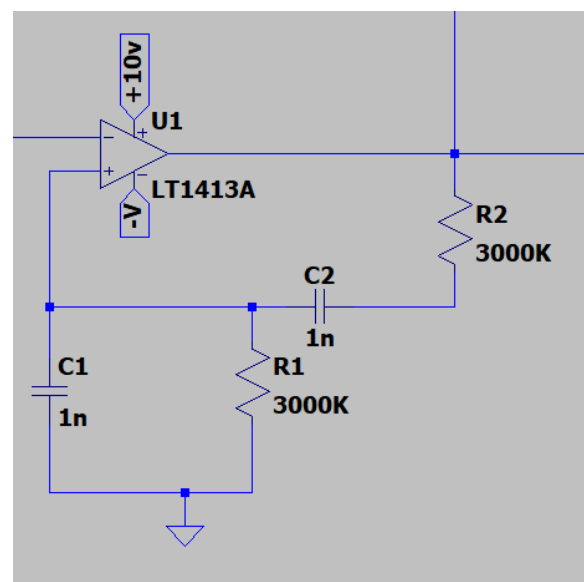 +10v
U1
-
+
+
-
LT1413A
-V
R2
3000K
C2
1n
C1
1n
R1
3000K